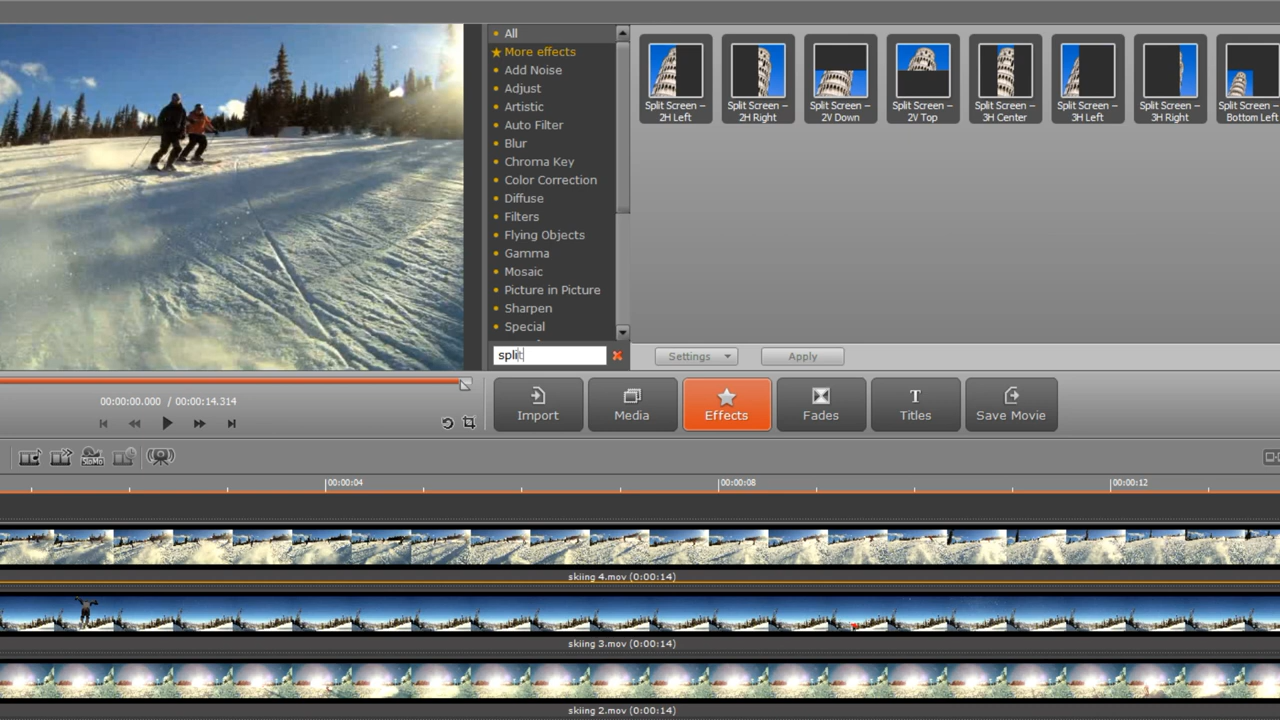 All
More effects
Add Noise
Adjust
Artistic
Auto Filter
Blur
Chroma Key
Color Correction
Diffuse
Filters
Flying Objects
Gamma
Mosaic
Picture in Picture
Sharpen
Special
split
Split Screen –
2H Left
Split Screen –
2H Right
Split Screen –
2V Down
Split Screen –
2V Top
Split Screen –
3H Center
Split Screen –
3H Left
Split Screen –
3H Right
Split Screen –
Bottom Left
Settings
Apply
00:00:00.000 / 00:00:14.314
Import
Media
Effects
Fades
T
Titles
Save Movie
SloMo
00:00:04
00:00:08
00:00:12
skiing 4.mov (0:00:14)
skiing 3.mov (0:00:14)
skiing 2.mov (0:00:14)